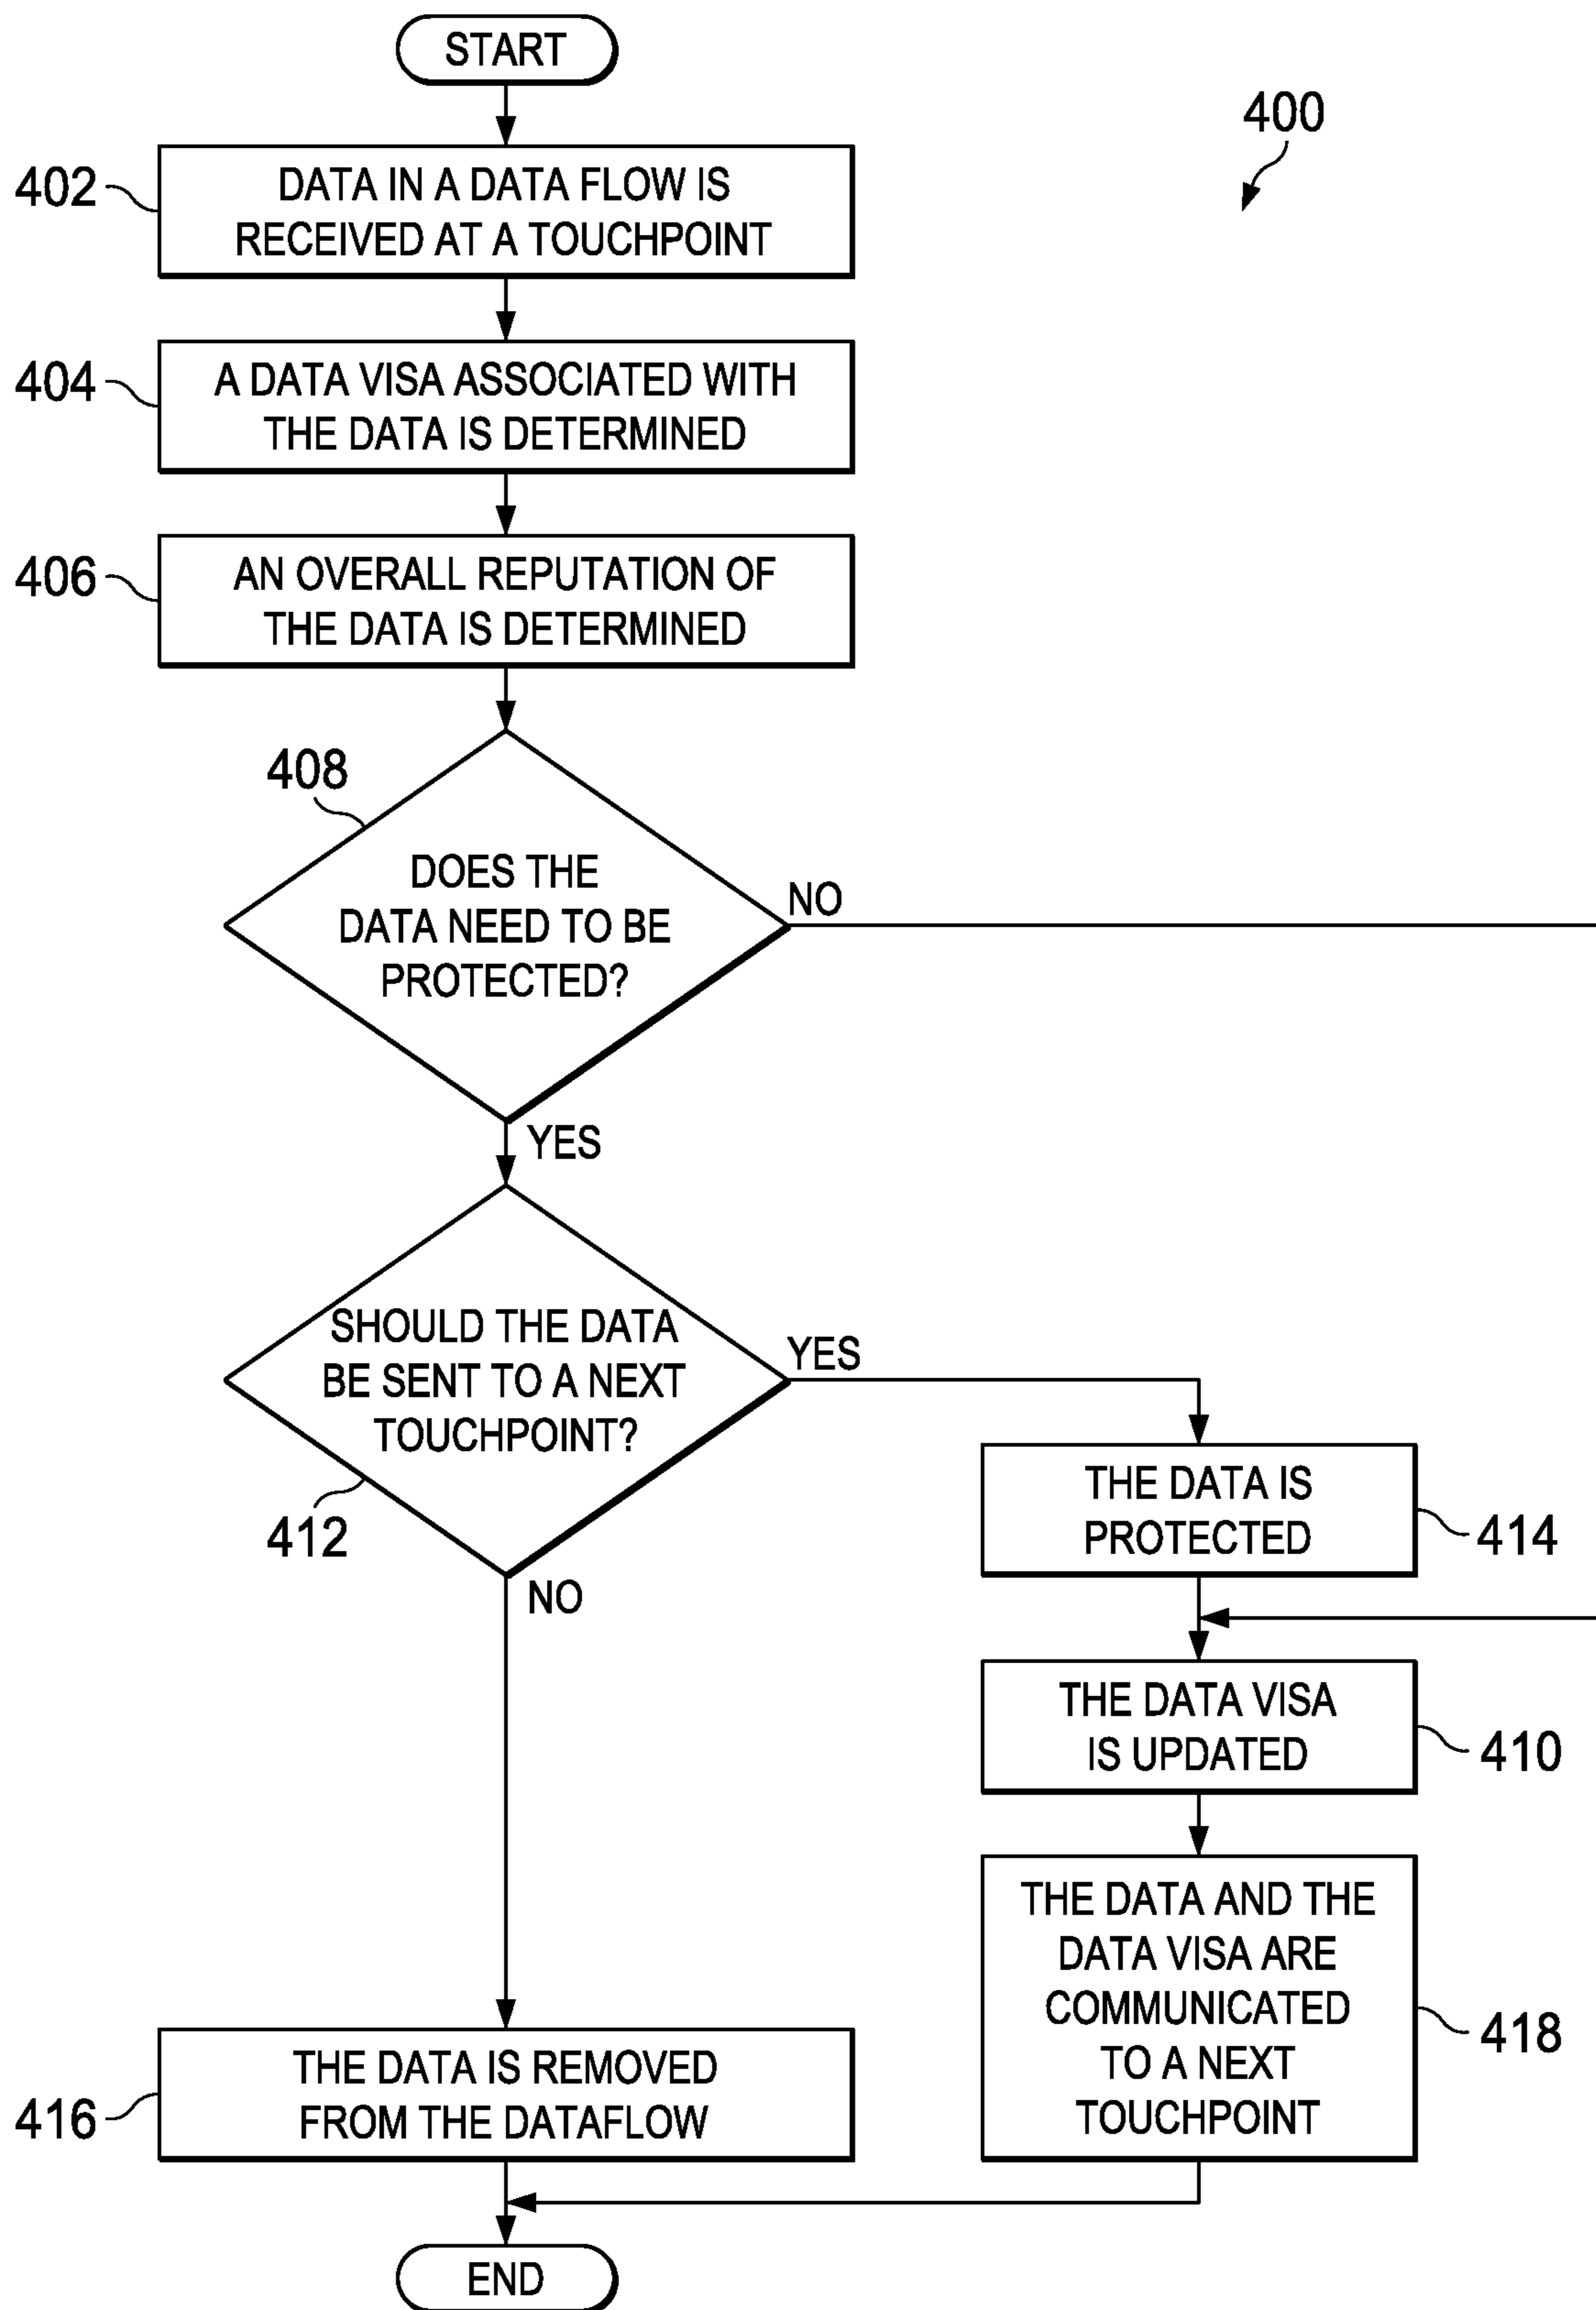 START
400
402
DATA IN A DATA FLOW IS
RECEIVED AT A TOUCHPOINT
404
A DATA VISA ASSOCIATED WITH
THE DATA IS DETERMINED
406
AN OVERALL REPUTATION OF
THE DATA IS DETERMINED
408
DOES THE
DATA NEED TO BE
PROTECTED?
NO
YES
SHOULD THE DATA
BE SENT TO A NEXT
TOUCHPOINT?
YES
412
NO
THE DATA IS
PROTECTED
414
THE DATA VISA
IS UPDATED
410
THE DATA AND THE
DATA VISA ARE
COMMUNICATED
TO A NEXT
TOUCHPOINT
418
416
THE DATA IS REMOVED
FROM THE DATAFLOW
END